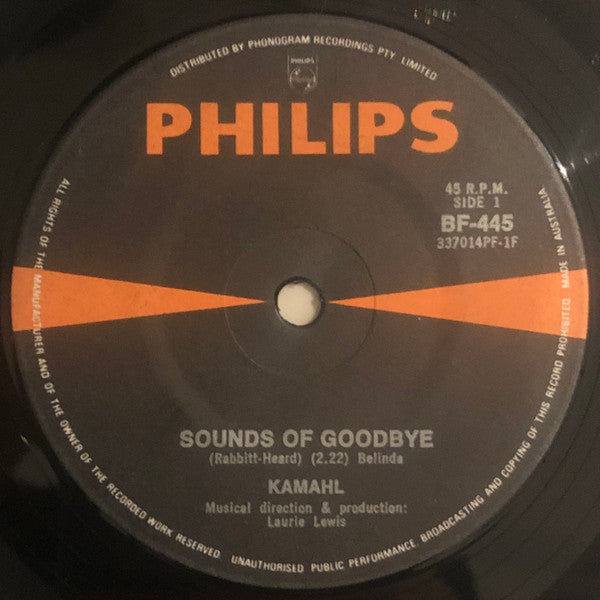 DISTRIBUTED BY PHONOGRAM RECORDINGS PTY. LIMITED
PHILIPS
PHILIPS
45 R.P.M.
SIDE 1
BF-445
337014PF-1F
MADE IN AUSTRALIA
SOUNDS OF GOODBYE
(Rabbitt-Heard) (2.22) Belinda
KAMAHL
Musical direction & production:
Laurie Lewis
ALL RIGHTS OF THE MANUFACTURER AND OF THE OWNER OF THE RECORDED WORK RESERVED. UNAUTHORISED PUBLIC PERFORMANCE, BROADCASTING AND COPYING OF THIS RECORD PROHIBITED